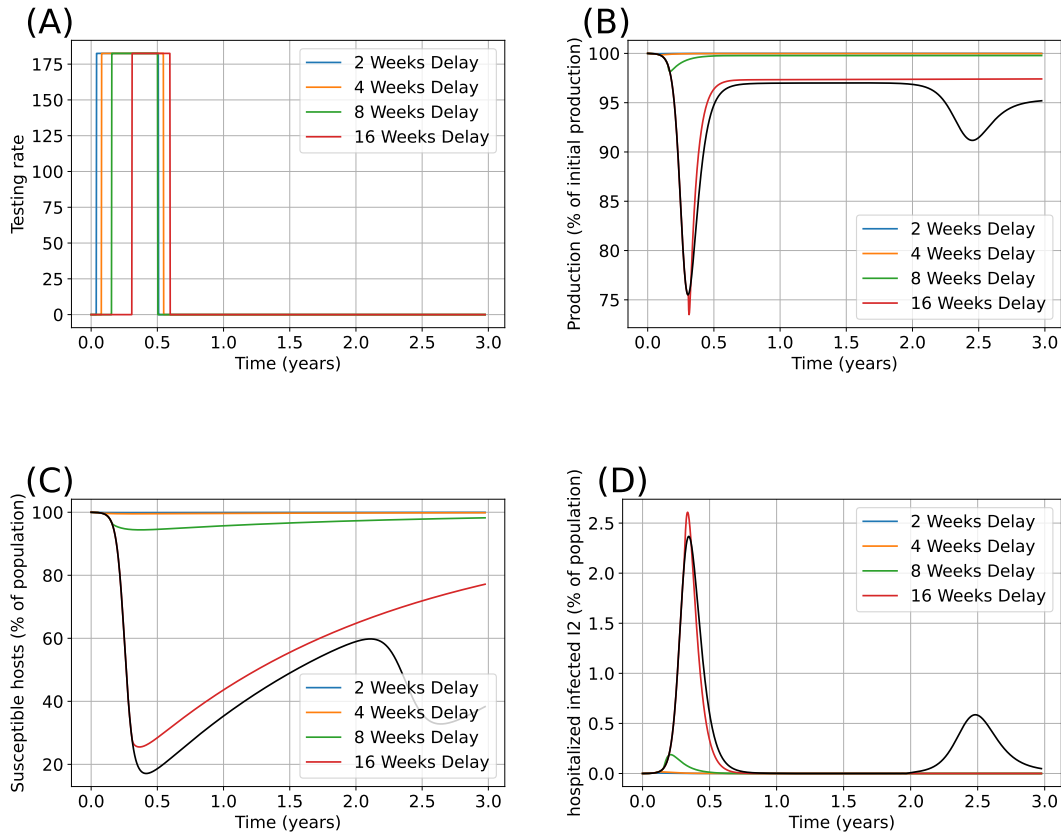 (A)
Testing rate
175
150
125
100
75
50
25
0
2 Weeks Delay
4 Weeks Delay
8 Weeks Delay
16 Weeks Delay
0.0 0.5 1.0 1.5 2.0 2.5 3.0
Time (years)
(B)
Production (% of initial production)
100
95
90
85
80
75
2 Weeks Delay
4 Weeks Delay
8 Weeks Delay
16 Weeks Delay
0.0 0.5 1.0 1.5 2.0 2.5 3.0
Time (years)
(C)
Susceptible hosts (% of population)
100
80
60
40
20
2 Weeks Delay
4 Weeks Delay
8 Weeks Delay
16 Weeks Delay
0.0 0.5 1.0 1.5 2.0 2.5 3.0
Time (years)
(D)
hospitalized infected I2 (% of population)
2.5
2.0
1.5
1.0
0.5
0.0
2 Weeks Delay
4 Weeks Delay
8 Weeks Delay
16 Weeks Delay
0.0 0.5 1.0 1.5 2.0 2.5 3.0
Time (years)